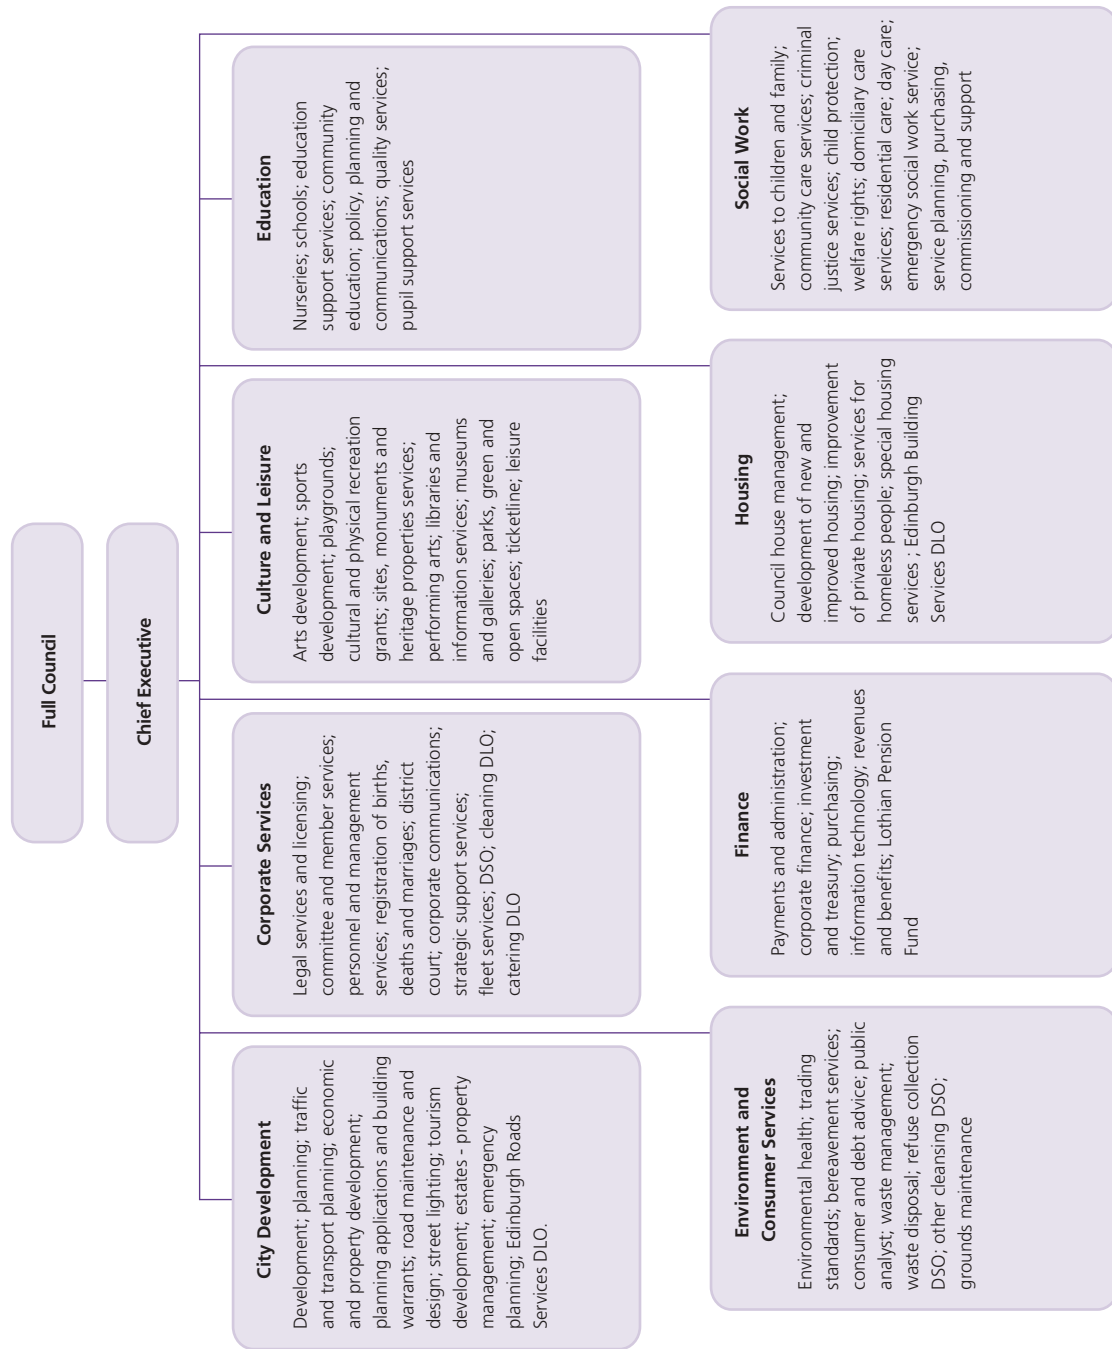 Full Council
Chief Executive
City Development
Development; planning; traffic
and transport planning; economic
and property development;
planning applications and building
warrants; road maintenance and
design; street lighting; tourism
development; estates - property
management; emergency
planning; Edinburgh Roads
Services DLO.
Corporate Services
Legal services and licensing;
committee and member services;
personnel and management
services; registration of births,
deaths and marriages; district
court; corporate communications;
strategic support services;
fleet services; DSO; cleaning DLO;
catering DLO
Culture and Leisure
Arts development; sports
development; playgrounds;
cultural and physical recreation
grants; sites, monuments and
heritage properties services;
performing arts; libraries and
information services; museums
and galleries; parks, green and
open spaces; ticketline; leisure
facilities
Education
Nurseries; schools; education
support services; community
education; policy, planning and
communications; quality services;
pupil support services
Environment and
Consumer Services
Environmental health; trading
standards; bereavement services;
consumer and debt advice; public
analyst; waste management;
waste disposal; refuse collection
DSO; other cleansing DSO;
grounds maintenance
Finance
Payments and administration;
corporate finance; investment
and treasury; purchasing;
information technology; revenues
and benefits; Lothian Pension
Fund
Housing
Council house management;
development of new and
improved housing; improvement
of private housing; services for
homeless people; special housing
services ; Edinburgh Building
Services DLO
Social Work
Services to children and family;
community care services; criminal
justice services; child protection;
welfare rights; domiciliary care
services; residential care; day care;
emergency social work service;
service planning, purchasing,
commissioning and support